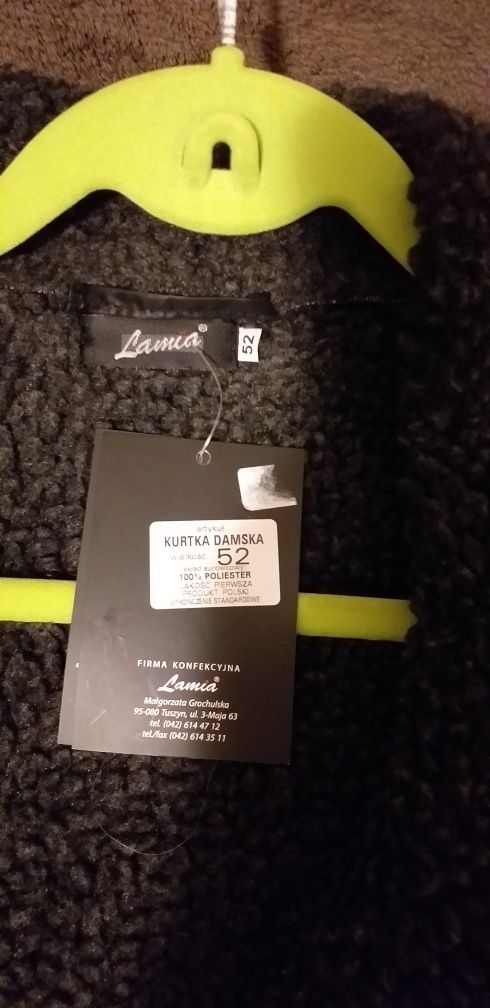 Lamia®
52
artykuł:
KURTKA DAMSKA
wielkość: 52
skład surowcowy
100% POLIESTER
JAKOŚĆ PIERWSZA
PRODUKT POLSKI
WYKOŃCZENIE STANDARDOWE
FIRMA KONFEKCYJNA
Lamia®
Małgorzata Grochulska
95-080 Tuszyn, ul. 3-Maja 63
tel. (042) 614 47 12
tel./fax (042) 614 35 11